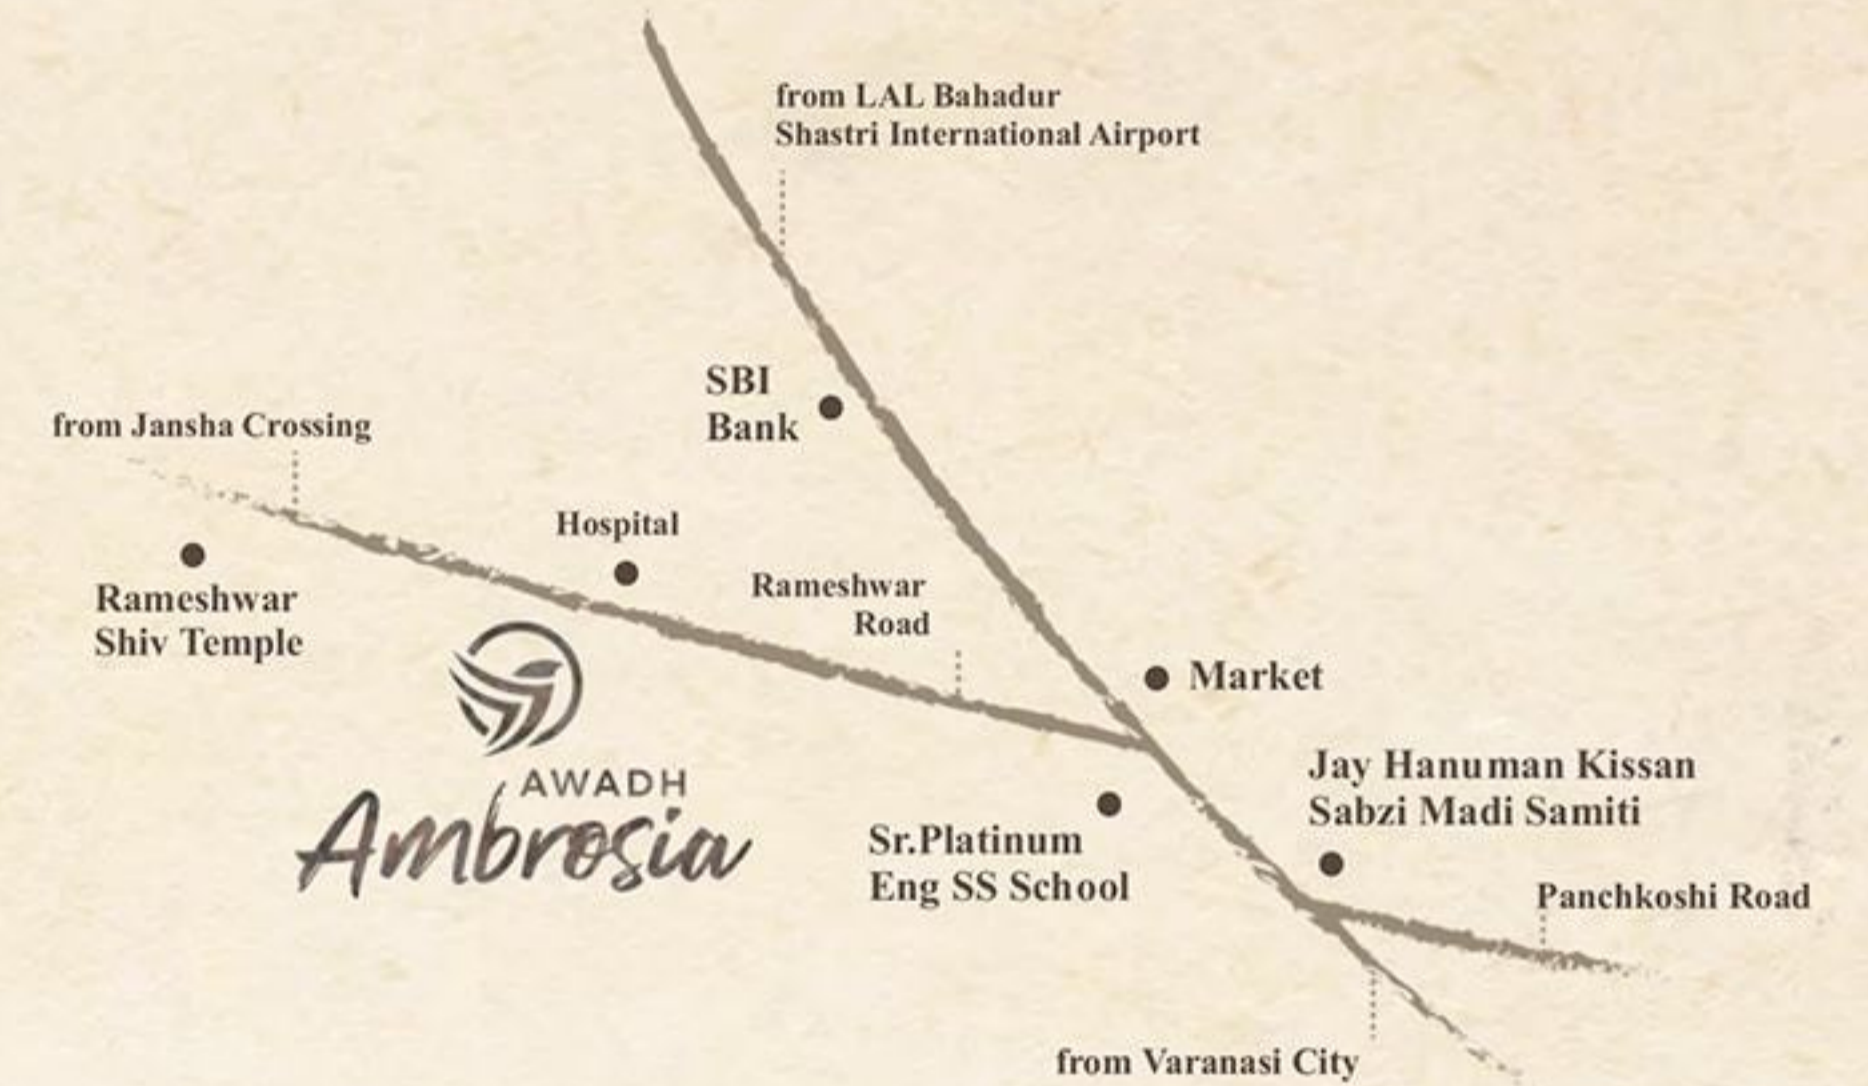 from LAL Bahadur
Shastri International Airport
SBI
Bank
from Jansha Crossing
Hospital
Rameshwar
Road
Rameshwar
Shiv Temple
Market
AWADH
Ambrosia
Jay Hanuman Kissan
Sabzi Madi Samiti
Sr.Platinum
Eng SS School
Panchkoshi Road
from Varanasi City